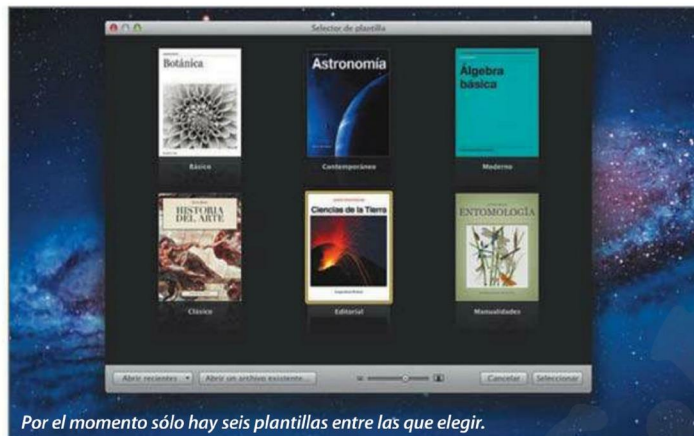 Selector de plantilla
Botánica
Astronomía
Álgebra
básica
Básico
Contemporáneo
Moderno
HISTORIA
DEL ARTE
Ciencias de la Tierra
ENTOMOLOGÍA
Clásico
Editorial
Manualidades
Abrir recientes
Abrir un archivo existente...
Cancelar
Seleccionar
Por el momento sólo hay seis plantillas entre las que elegir.